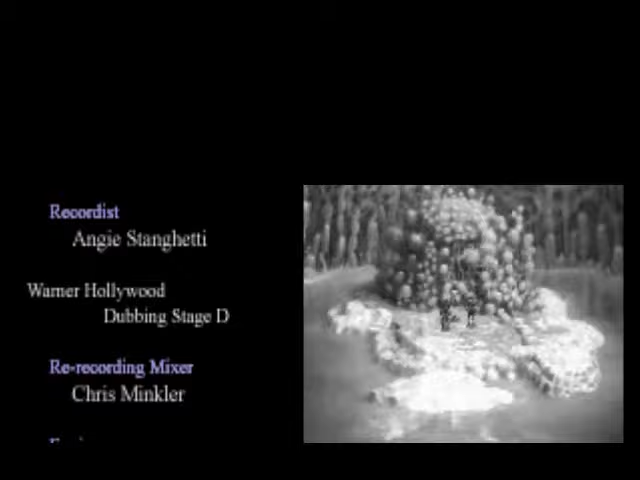 Recordist
Angie Stanghetti
Warner Hollywood
Dubbing Stage D
Re-recording Mixer
Chris Minkler